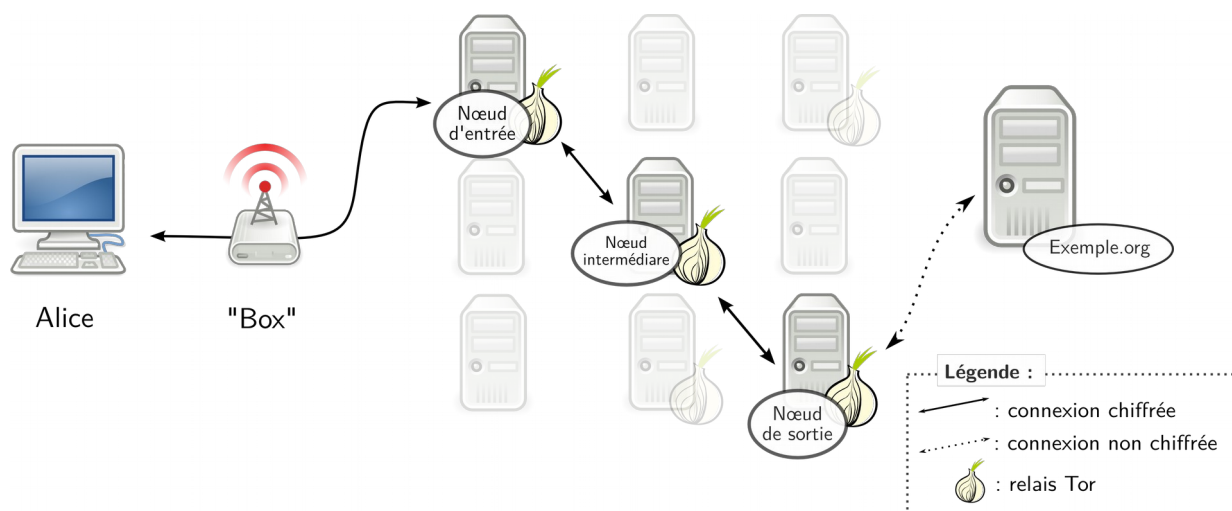 Nœud
d'entrée
Nœud
intermédiare
Nœud
de sortie
Exemple.org
Alice
"Box"
Légende :
: connexion chiffrée
: connexion non chiffrée
: relais Tor